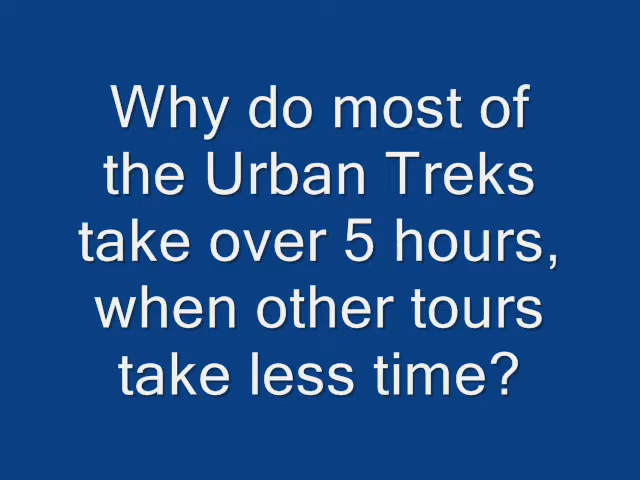 Why do most of
the Urban Treks
take over 5 hours,
when other tours
take less time?